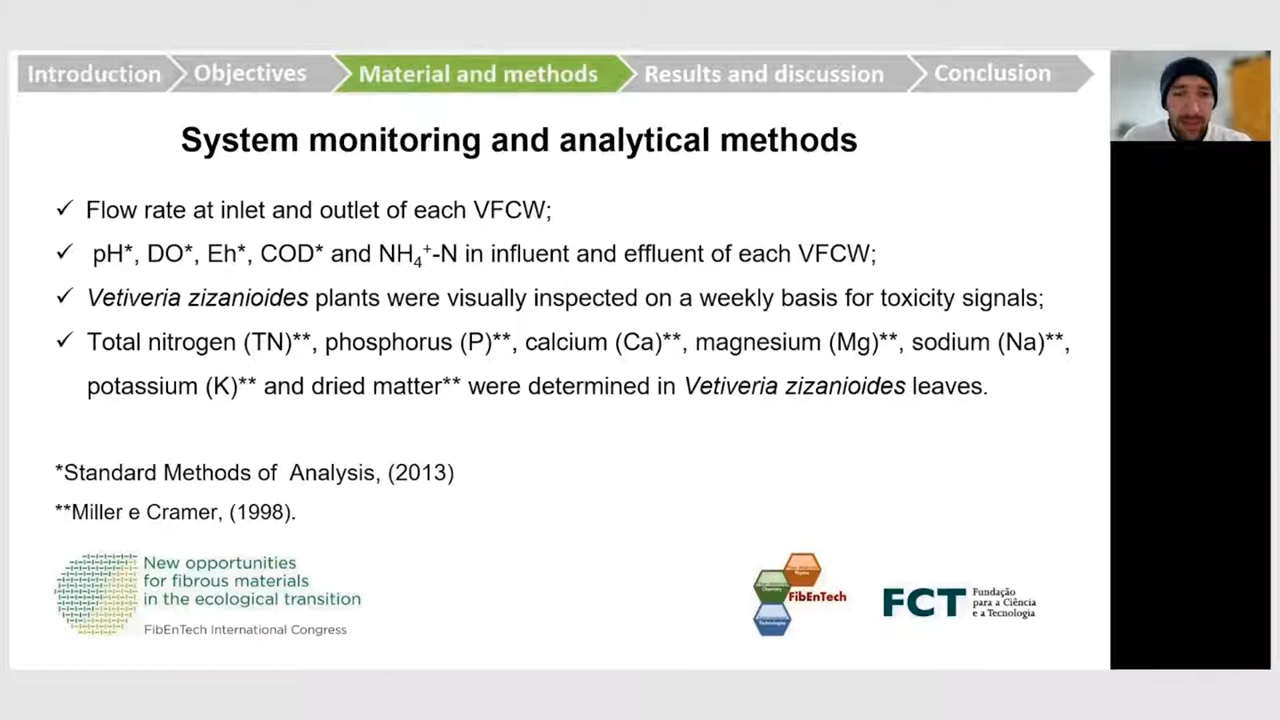 Introduction Objectives Material and methods Results and discussion Conclusion
System monitoring and analytical methods
✓ Flow rate at inlet and outlet of each VFCW;
✓ pH*, DO*, Eh*, COD* and NH₄⁺-N in influent and effluent of each VFCW;
✓ Vetiveria zizanioides plants were visually inspected on a weekly basis for toxicity signals;
✓ Total nitrogen (TN)**, phosphorus (P)**, calcium (Ca)**, magnesium (Mg)**, sodium (Na)**,
potassium (K)** and dried matter** were determined in Vetiveria zizanioides leaves.
*Standard Methods of Analysis, (2013)
**Miller e Cramer, (1998).
New opportunities
for fibrous materials
in the ecological transition
FibEnTech International Congress
Chemistry
FibEnTech
Technologies
FCT
Fundação
para a Ciência
e a Tecnologia